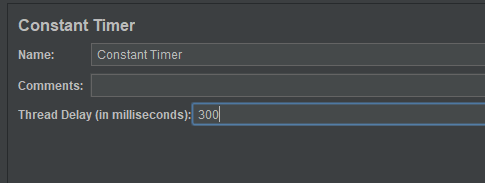 Constant Timer
Name: Constant Timer
Comments:
Thread Delay (in milliseconds): 300